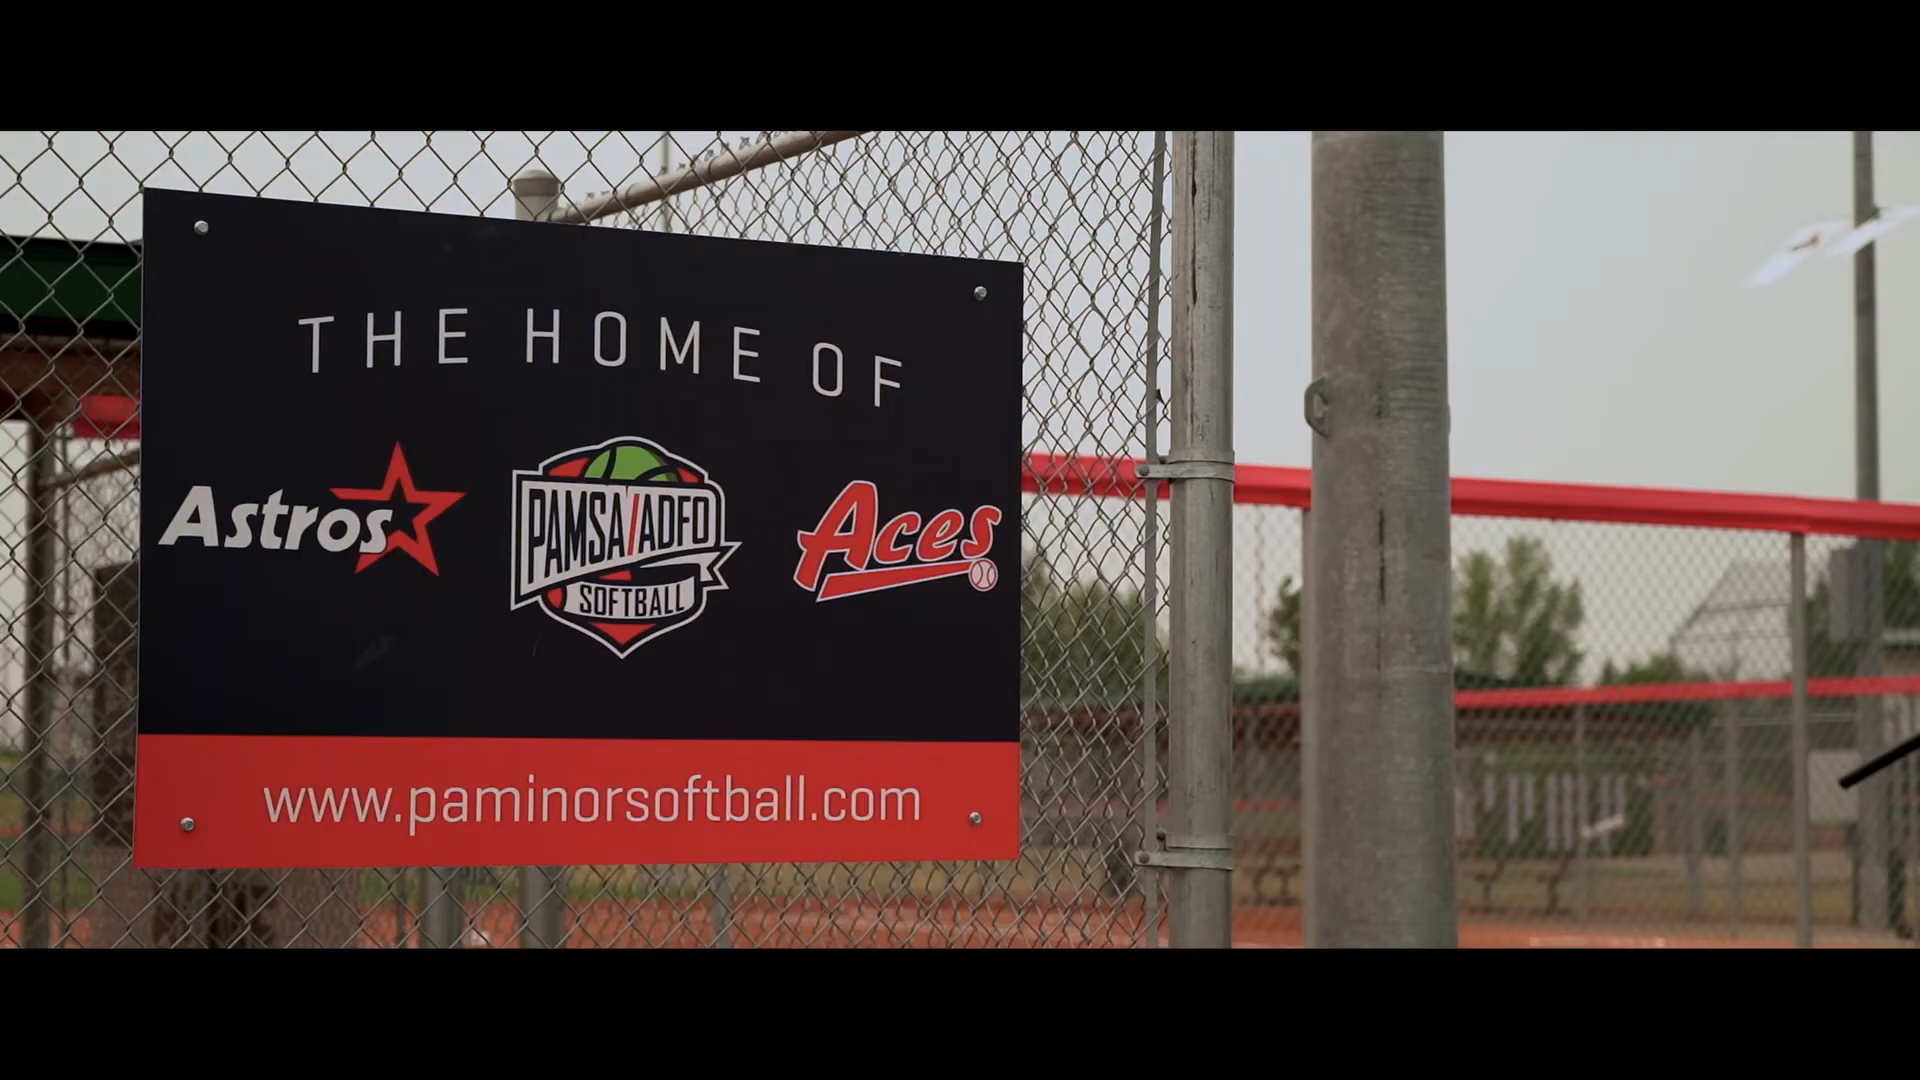 THE HOME OF
Astros
PAMSA/ADFO
SOFTBALL
Aces
www.paminorsoftball.com